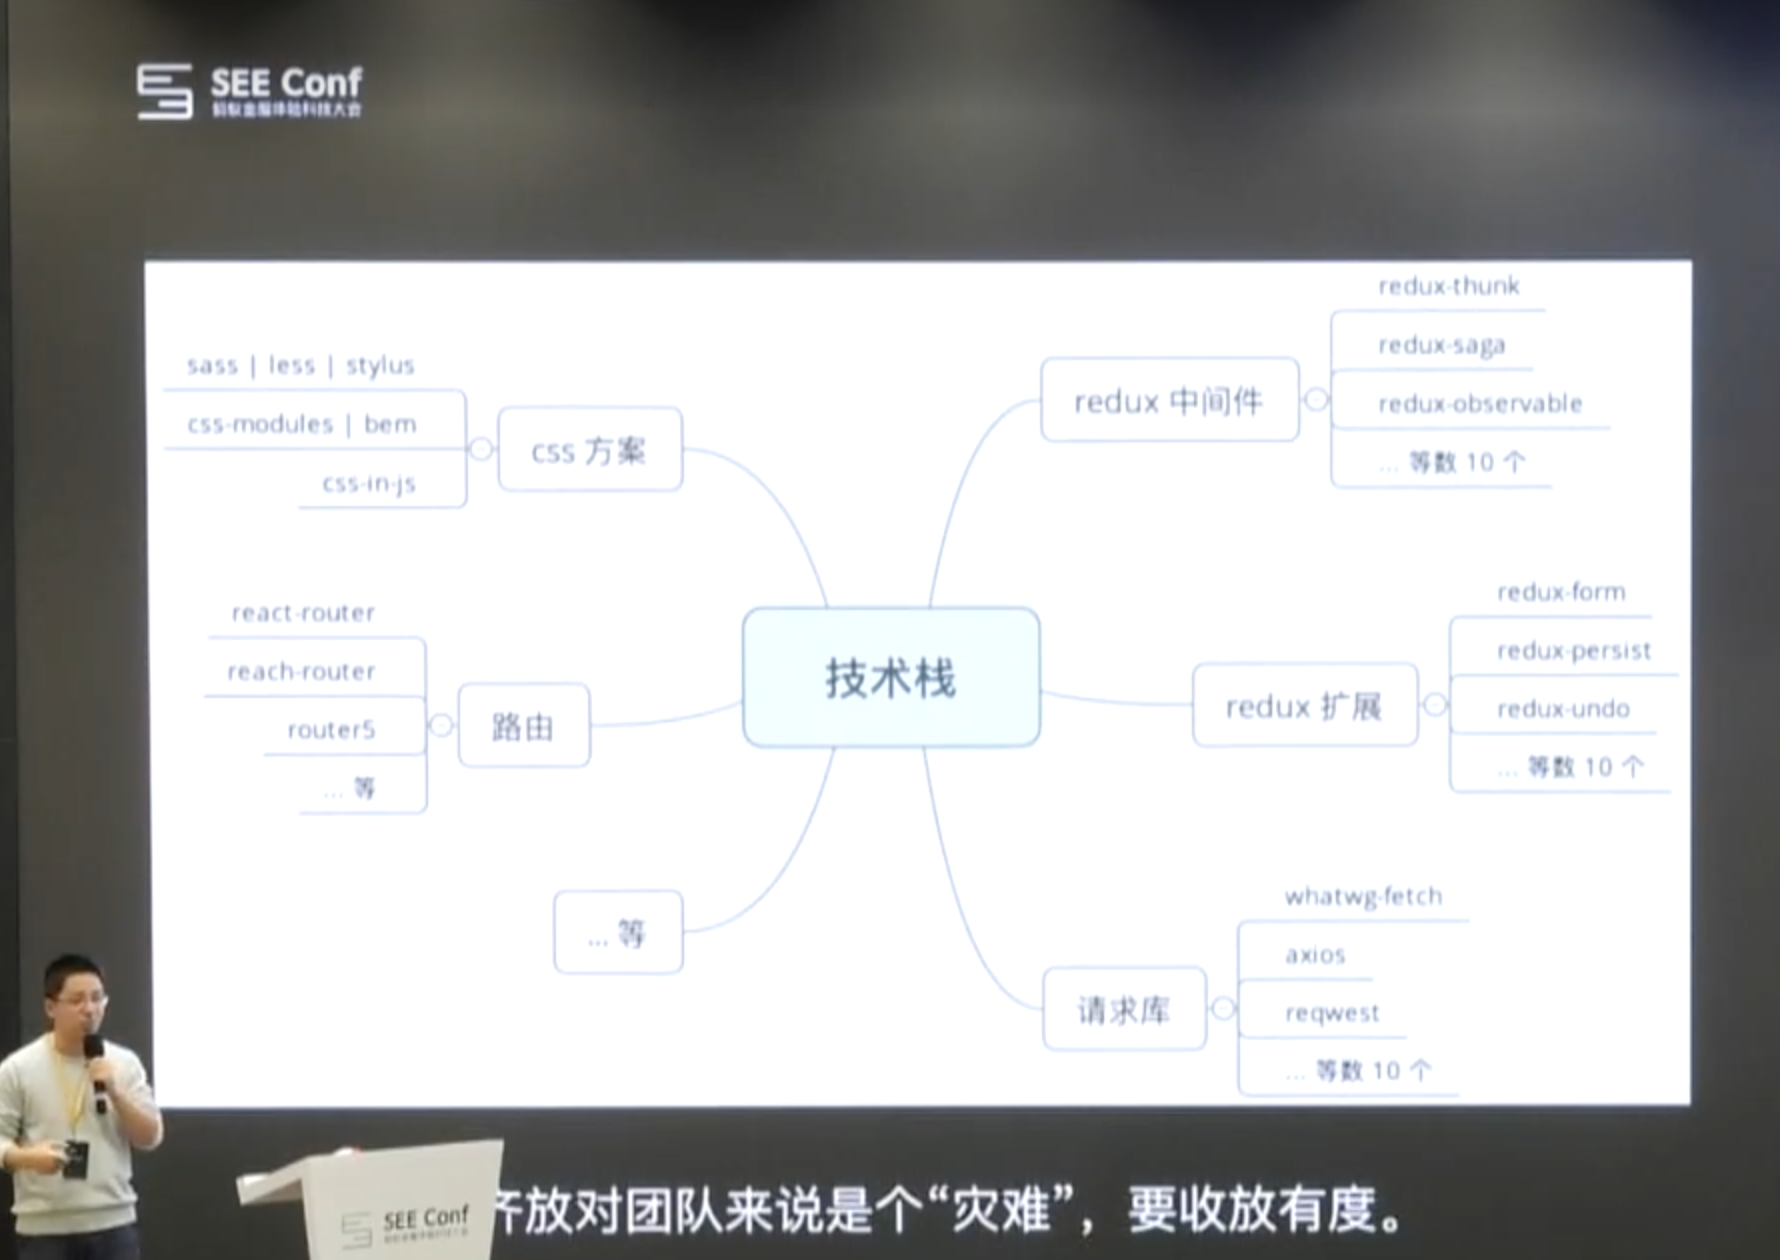 SEE Conf
蚂蚁金服体验科技大会
sass | less | stylus
css-modules | bem
css-in-js
css 方案
react-router
reach-router
router5
... 等
路由
... 等
技术栈
redux 中间件
redux-thunk
redux-saga
redux-observable
... 等数 10 个
redux 扩展
redux-form
redux-persist
redux-undo
... 等数 10 个
请求库
whatwg-fetch
axios
reqwest
... 等数 10 个
放对团队来说是个“灾难”，要收放有度。
SEE Conf